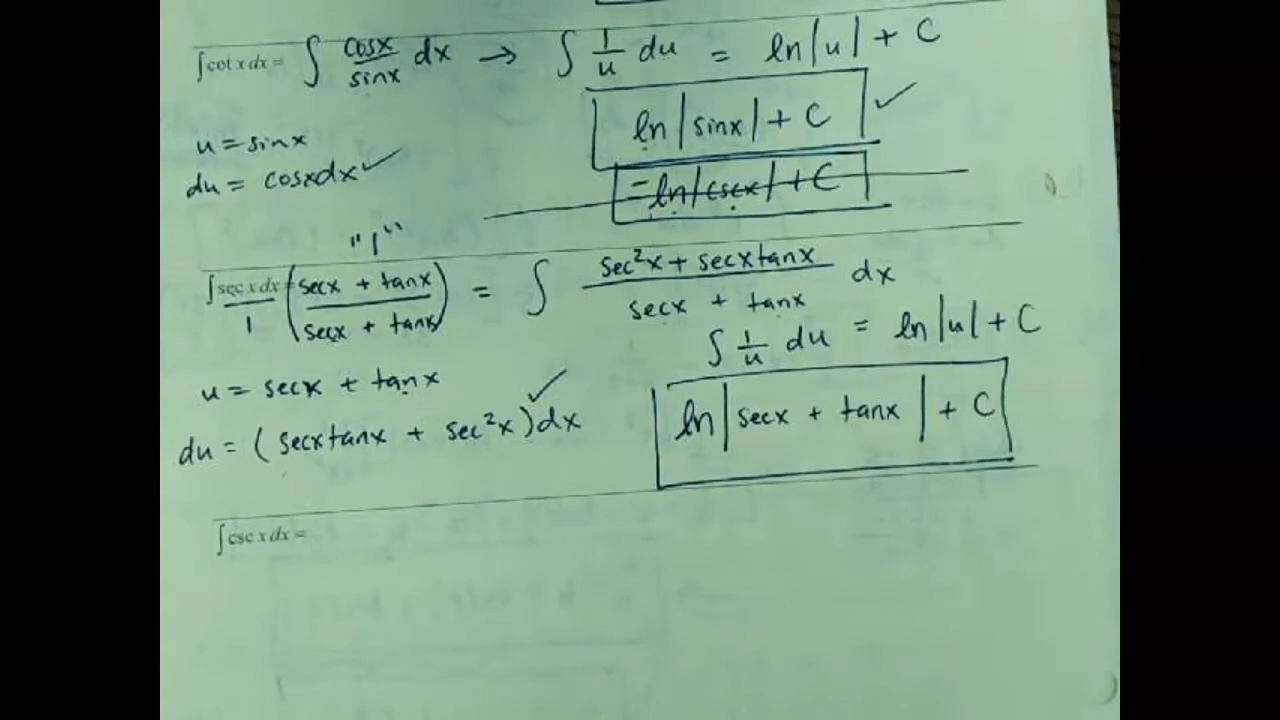 ∫cot x dx = ∫ cosx/sinx dx → ∫ 1/u du = ln|u| + C
u = sinx
ln|sinx| + C ✓
du = cosxdx ✓
= -ln|cscx| + C
"1"
∫sec x dx/1 (secx + tanx/secx + tanx) = ∫ sec²x + secxtanx/secx + tanx dx
∫ 1/u du = ln|u| + C
u = secx + tanx
du = (secxtanx + sec²x)dx ✓
ln|secx + tanx| + C
∫csc x dx =